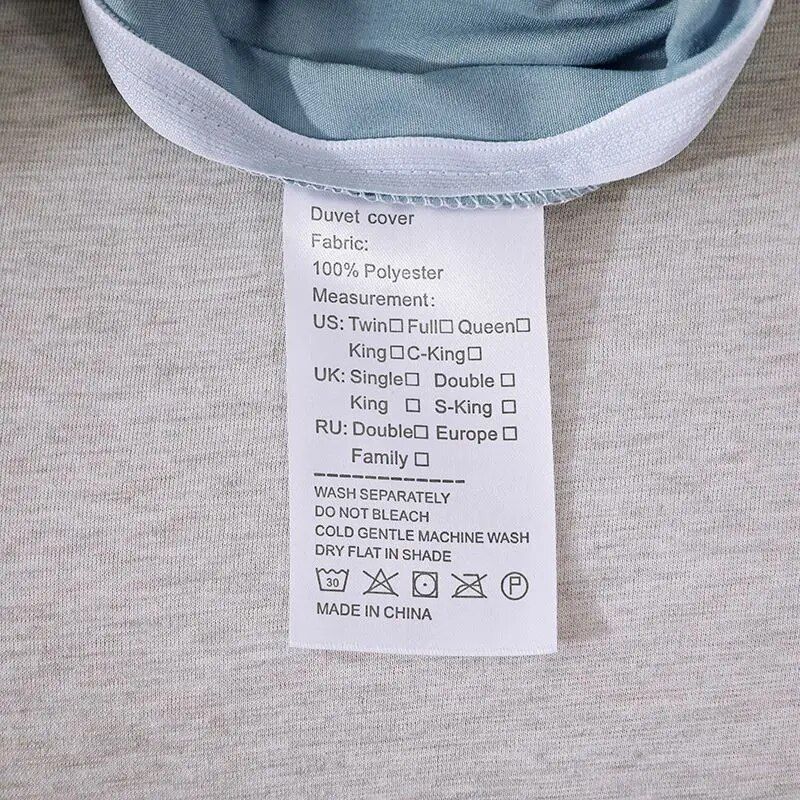 Duvet cover
Fabric:
100% Polyester
Measurement:
US: Twin☐ Full☐ Queen☐
King☐ C-King☐
UK: Single☐ Double ☐
King ☐ S-King ☐
RU: Double☐ Europe ☐
Family ☐
WASH SEPARATELY
DO NOT BLEACH
COLD GENTLE MACHINE WASH
DRY FLAT IN SHADE
30 P
MADE IN CHINA